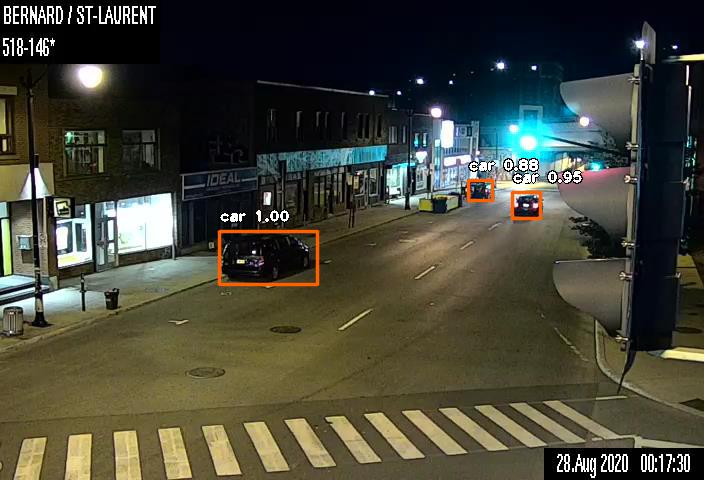 BERNARD / ST-LAURENT
518-146*
car 0.88
car 0.95
car 1.00
IDEAL
28.Aug 2020 00:17:30